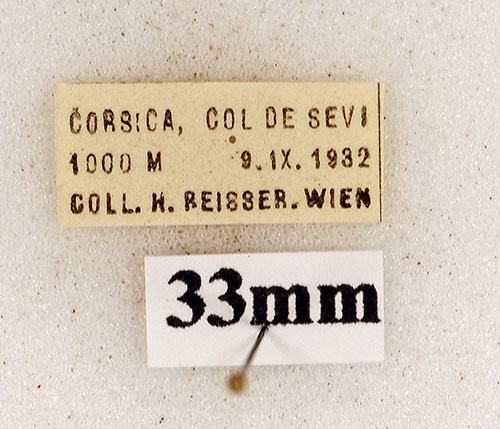 CORSICA, COL DE SEVI
1000 M 9.IX.1932
COLL. H. REISSER. WIEN
33mm